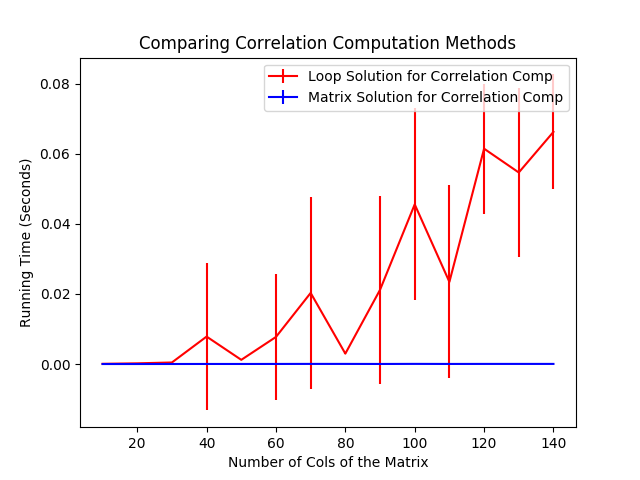 Comparing Correlation Computation Methods
Loop Solution for Correlation Comp
Matrix Solution for Correlation Comp
0.08
0.06
0.04
0.02
0.00
Running Time (Seconds)
20 40 60 80 100 120 140
Number of Cols of the Matrix